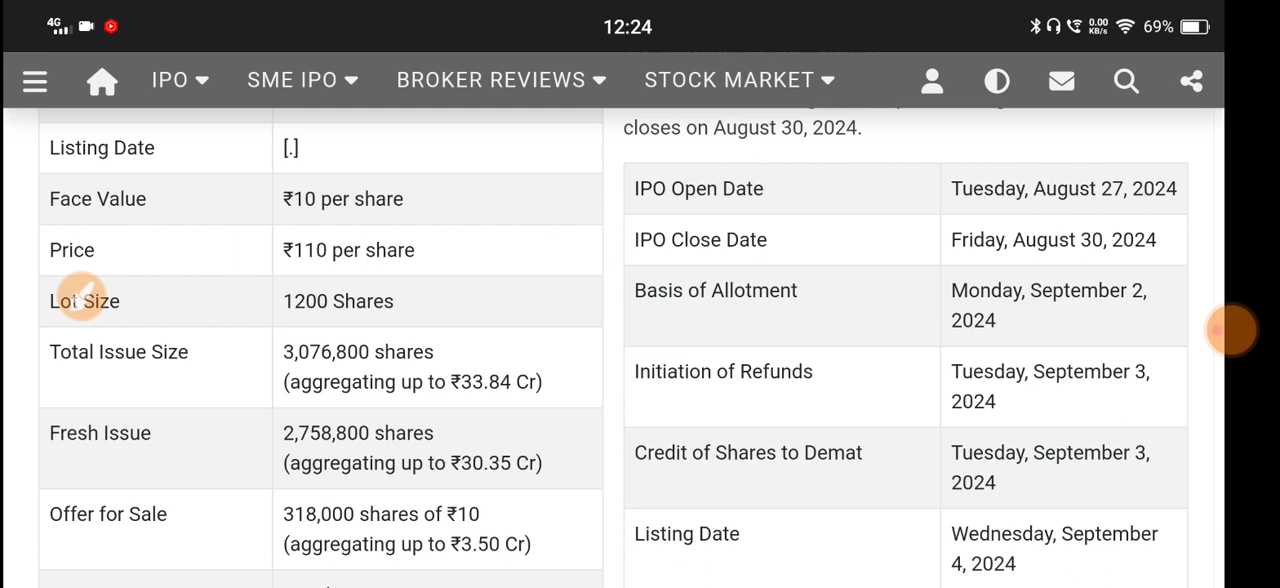 4G
12:24
0.00
KB/s
69%
IPO
SME IPO
BROKER REVIEWS
STOCK MARKET
Listing Date
[.]
Face Value
₹10 per share
Price
₹110 per share
Lot Size
1200 Shares
Total Issue Size
3,076,800 shares
(aggregating up to ₹33.84 Cr)
Fresh Issue
2,758,800 shares
(aggregating up to ₹30.35 Cr)
Offer for Sale
318,000 shares of ₹10
(aggregating up to ₹3.50 Cr)
closes on August 30, 2024.
IPO Open Date
Tuesday, August 27, 2024
IPO Close Date
Friday, August 30, 2024
Basis of Allotment
Monday, September 2,
2024
Initiation of Refunds
Tuesday, September 3,
2024
Credit of Shares to Demat
Tuesday, September 3,
2024
Listing Date
Wednesday, September
4, 2024